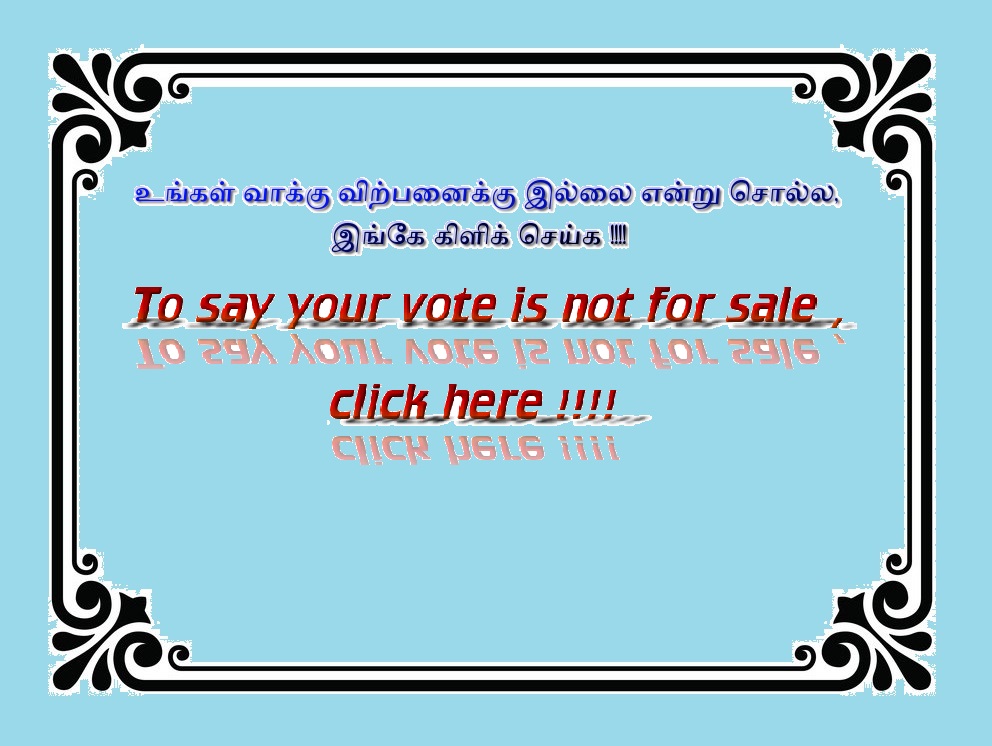 உங்கள் வாக்கு விற்பனைக்கு இல்லை என்று சொல்ல,
இங்கே கிளிக் செய்க !!!!
To say your vote is not for sale ,
click here !!!!